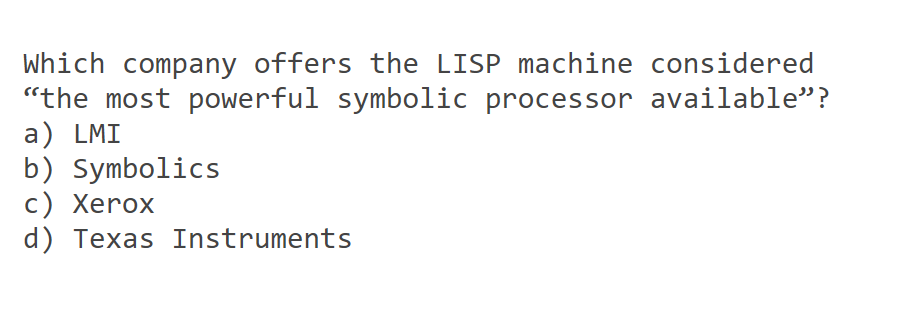 Which company offers the LISP machine considered
“the most powerful symbolic processor available”?
a) LMI
b) Symbolics
c) Xerox
d) Texas Instruments